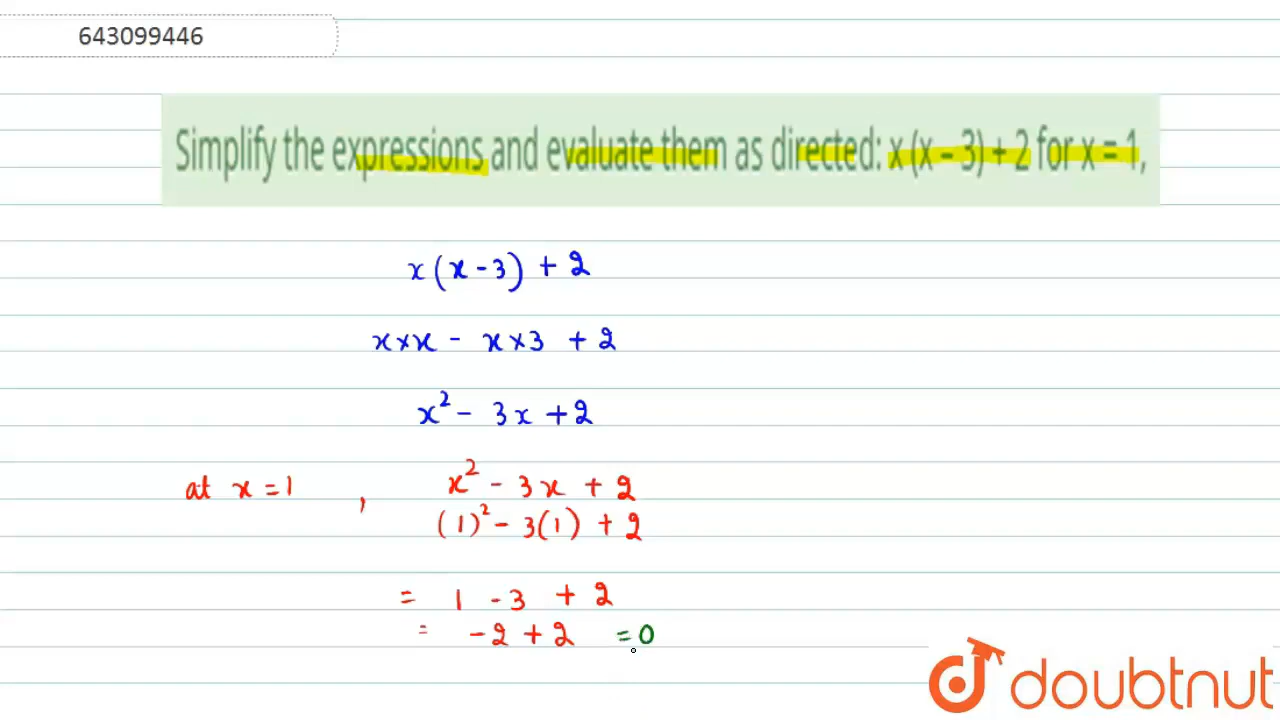 643099446
Simplify the expressions and evaluate them as directed: x (x – 3) + 2 for x = 1,
x(x-3) + 2
x×x - x×3 + 2
x² - 3x + 2
at x = 1 , x² - 3x + 2
(1)² - 3(1) + 2
= 1 - 3 + 2
= -2 + 2 = 0
doubtnut